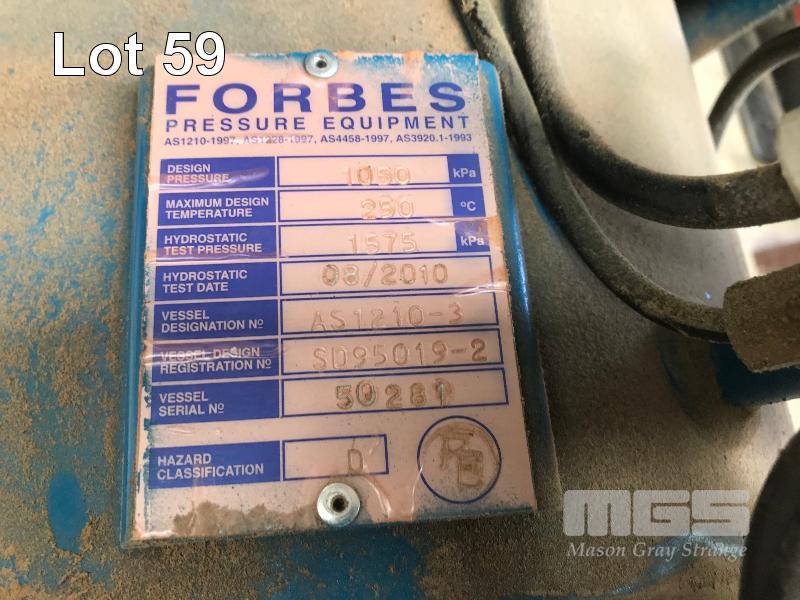 Lot 59
FORBES
PRESSURE EQUIPMENT
AS1210-1997, AS1228-1997, AS4458-1997, AS3920.1-1993
DESIGN PRESSURE 1050 kPa
MAXIMUM DESIGN TEMPERATURE 250 ºC
HYDROSTATIC TEST PRESSURE 1575 kPa
HYDROSTATIC TEST DATE 08/2010
VESSEL DESIGNATION Nº AS1210-3
VESSEL DESIGN REGISTRATION Nº SD95019-2
VESSEL SERIAL Nº 50281
HAZARD CLASSIFICATION D
MGS
Mason Gray Strange